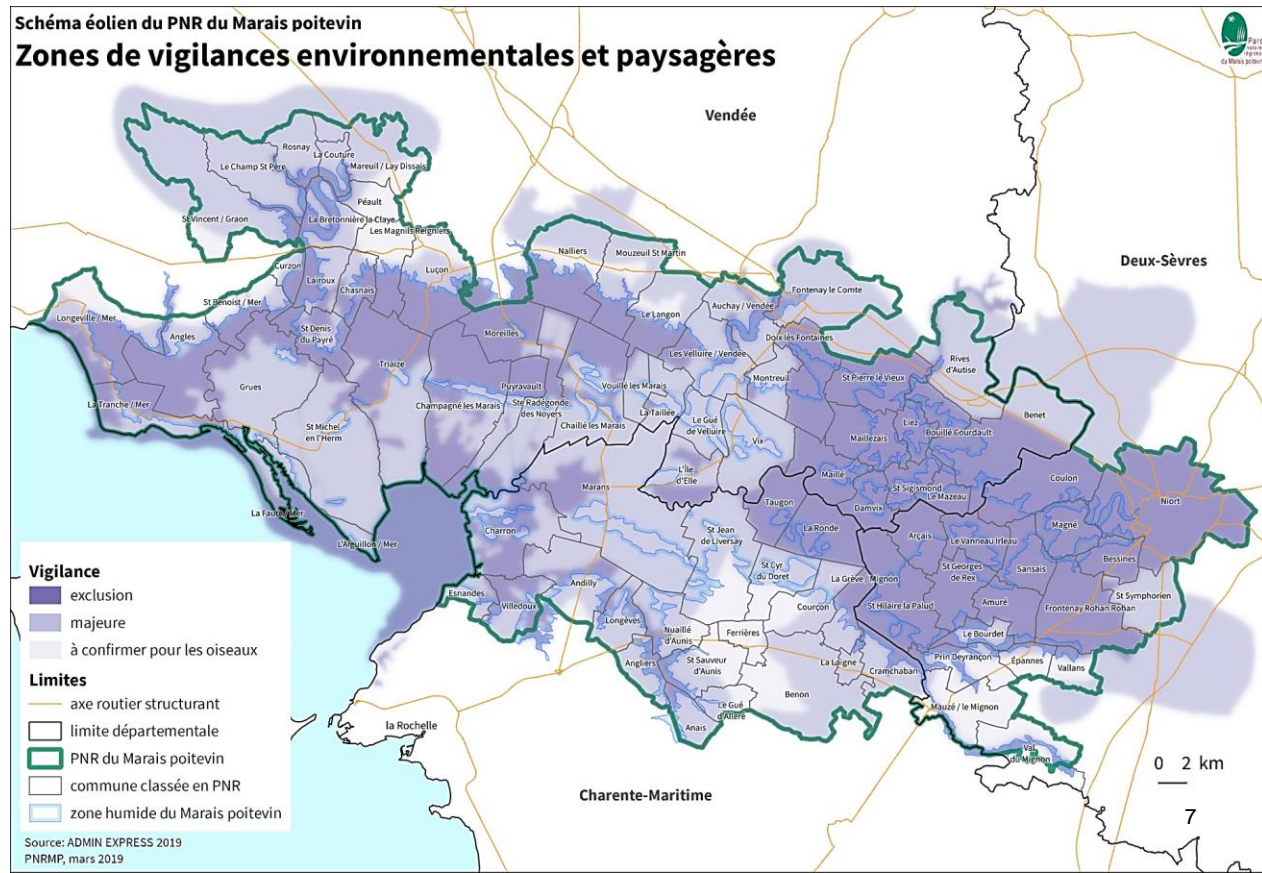 Schéma éolien du PNR du Marais poitevin
Zones de vigilances environnementales et paysagères
Parc
naturel
régional
du Marais poitevin
Vendée
Deux-Sèvres
Charente-Maritime
la Rochelle
Rosnay
La Couture
Le Champ St Père
Mareuil / Lay Dissais
Péault
St Vincent / Graon
La Bretonnière la Claye
Les Magnils Reigniers
Curzon
Luçon
Lairoux
Chasnais
St Benoist / Mer
Longeville / Mer
Angles
St Denis
du Payré
Triaize
Grues
La Tranche / Mer
St Michel
en l'Herm
La Faute / Mer
L'Aiguillon / Mer
Nalliers
Mouzeuil St Martin
Le Langon
Moreilles
Puyravault
Champagné les Marais
Ste Radégonde
des Noyers
Chaillé les Marais
Vouillé les Marais
La Taillée
Les Velluire / Vendée
Auchay / Vendée
Fontenay le Comte
Doix lès Fontaines
Montreuil
Le Gué
de Velluire
Vix
L'Île
d'Elle
St Pierre le Vieux
Rives
d'Autise
Benet
Liez
Bouillé Courdault
Maillezais
Maillé
St Sigismond
Le Mazeau
Damvix
Coulon
Niort
Magné
Bessines
Arçais
Le Vanneau Irleau
Sansais
St Georges
de Rex
Amuré
St Symphorien
Frontenay Rohan Rohan
St Hilaire la Palud
Le Bourdet
Prin Deyrançon
Épannes
Vallans
Mauzé / le Mignon
Val
du Mignon
Marans
Taugon
La Ronde
Charron
St Jean
de Liversay
St Cyr
du Doret
La Grève / Mignon
Courçon
Andilly
Esnandes
Villedoux
Longèves
Nuaillé
d'Aunis
Ferrières
Angliers
St Sauveur
d'Aunis
La Laigne
Cramchaban
Benon
Le Gué
d'Alleré
Anais
Vigilance
exclusion
majeure
à confirmer pour les oiseaux
Limites
axe routier structurant
limite départementale
PNR du Marais poitevin
commune classée en PNR
zone humide du Marais poitevin
Source: ADMIN EXPRESS 2019
PNRMP, mars 2019
0 2 km
7